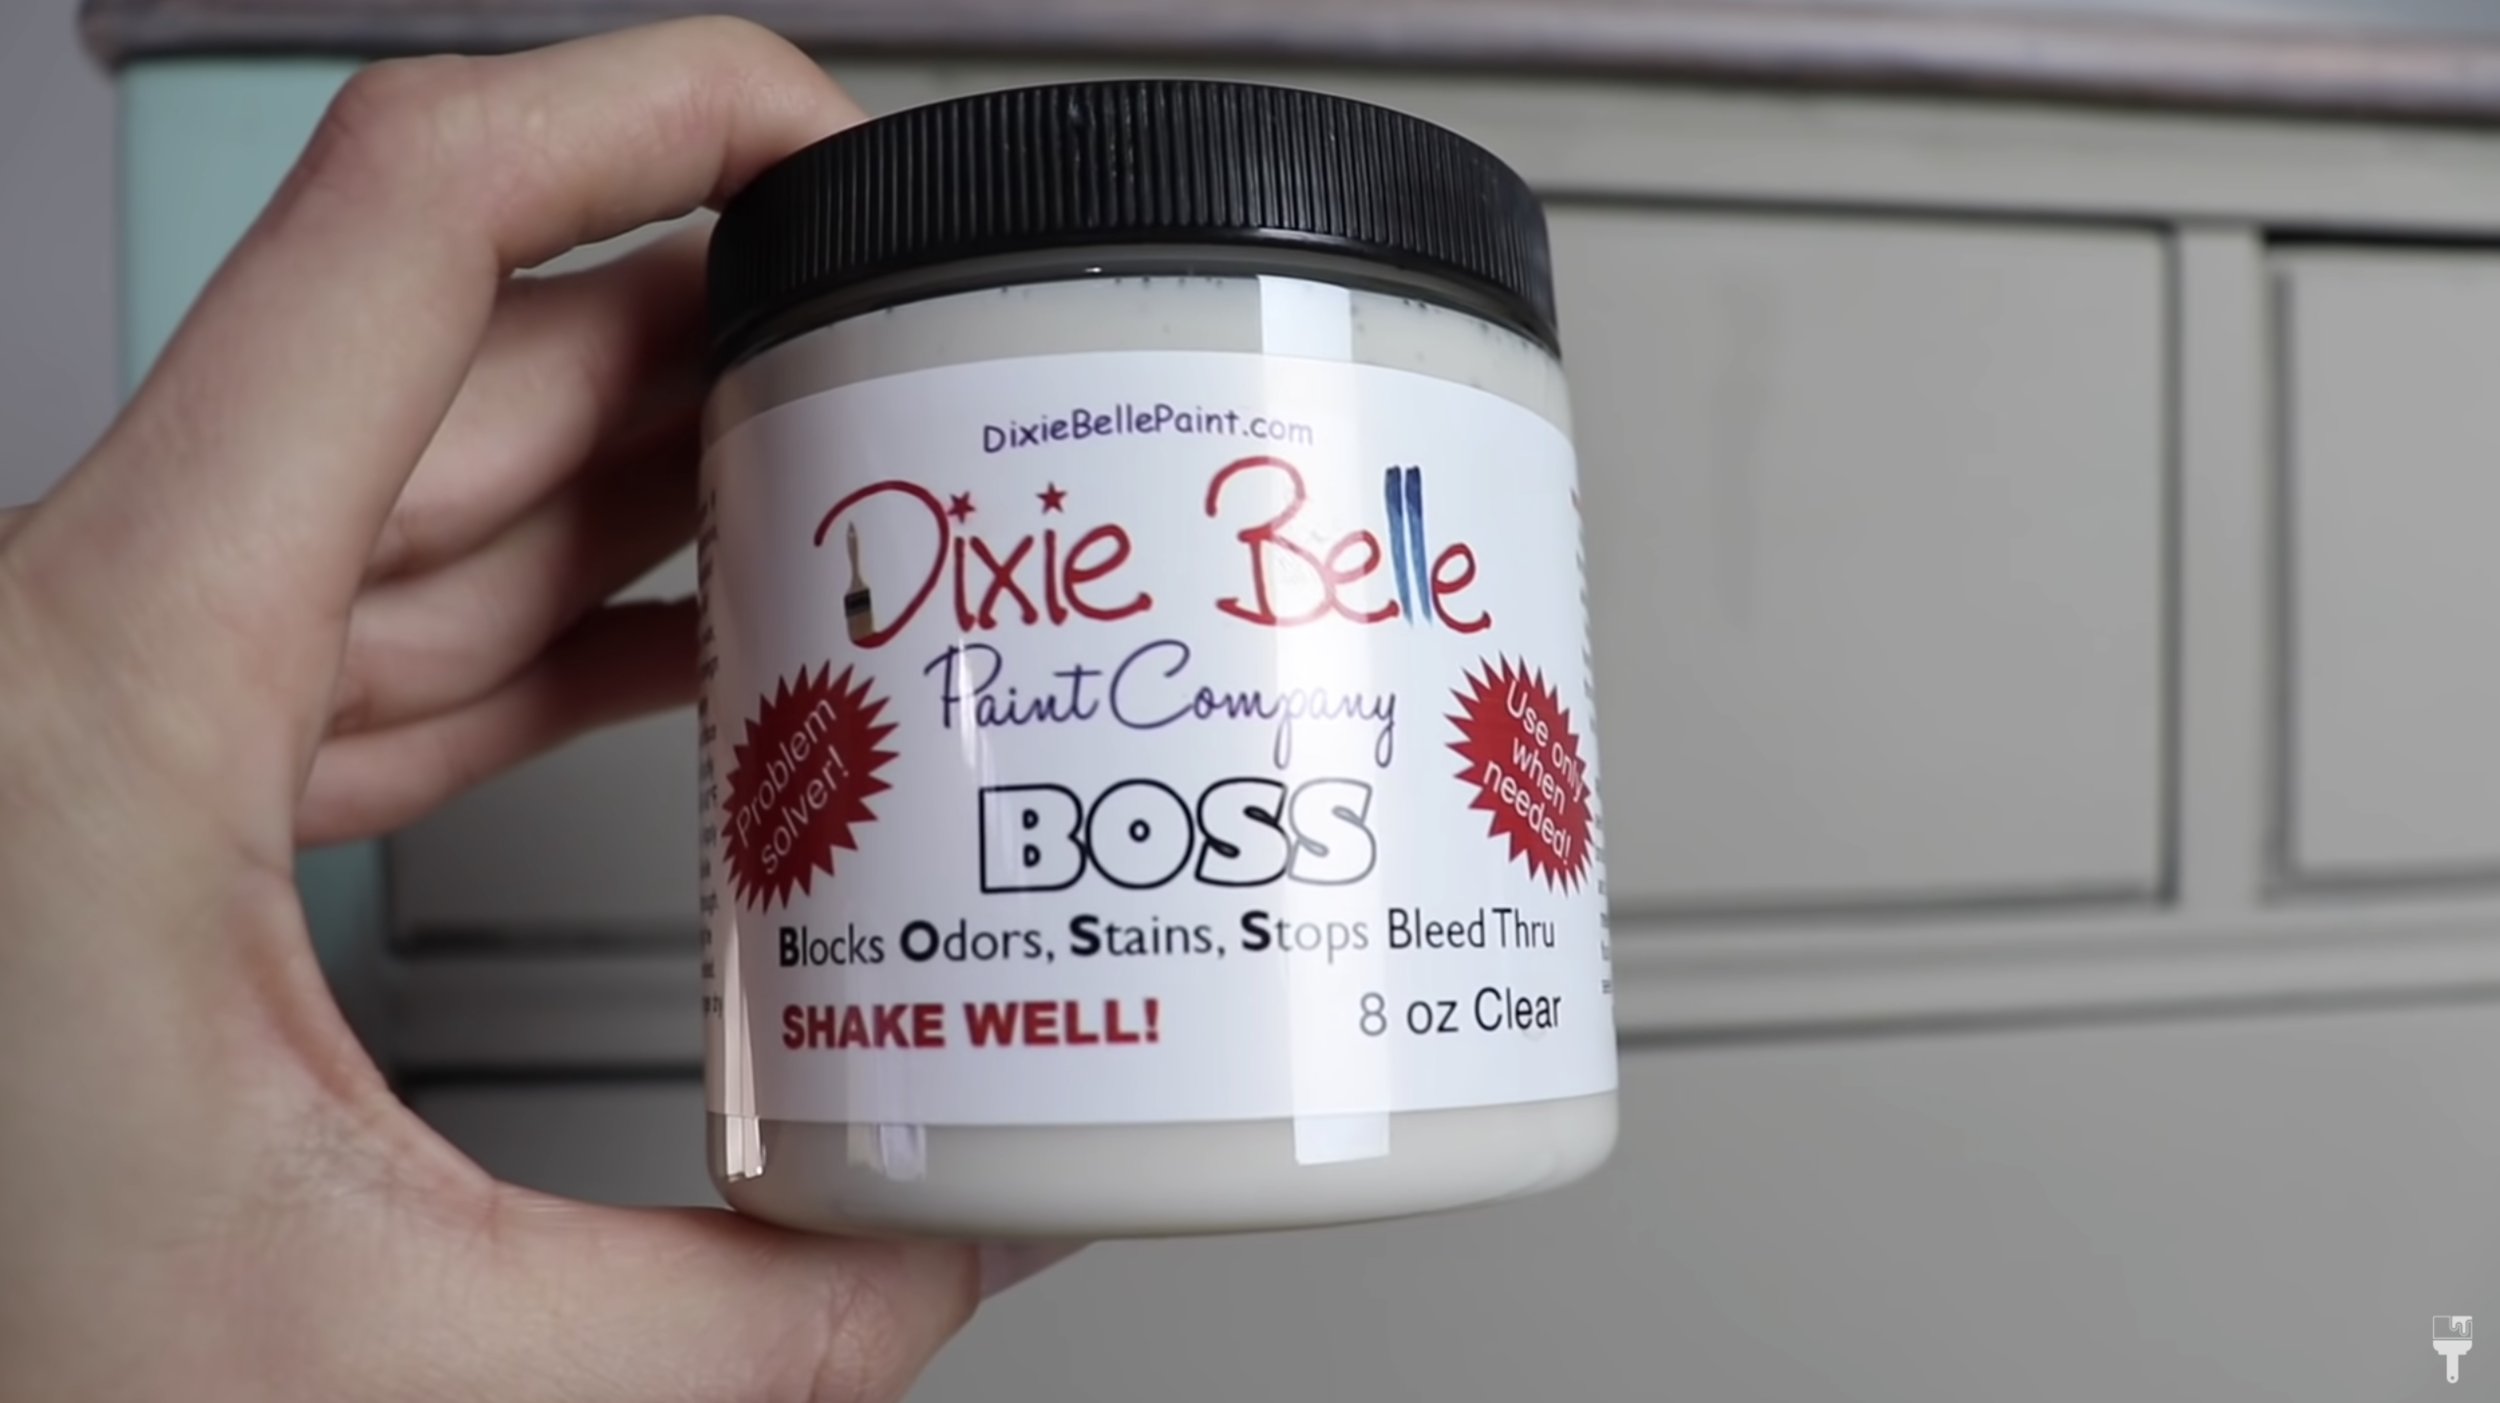 DixieBellePaint.com
Dixie Belle
Paint Company
Problem
solver!
Use only
when
needed!
BOSS
Blocks Odors, Stains, Stops Bleed Thru
SHAKE WELL!
8 oz Clear